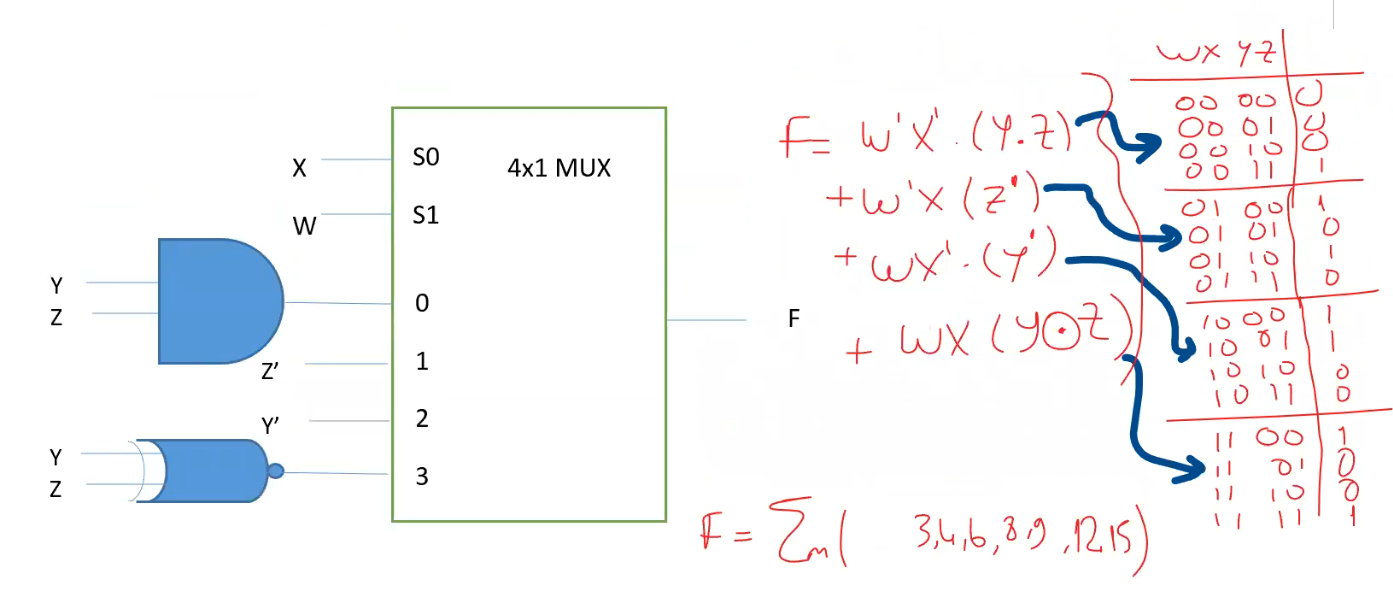 X
W
S0
S1
4x1 MUX
Y
Z
0
Z’
1
Y’
2
Y
Z
3
F
F= W'X'.(Y.Z)
+W'X(Z')
+WX'.(Y')
+ WX(Y⊙Z)
F = Σm( 3,4,6,8,9,12,15)
WX YZ
00 00 0
00 01 0
00 10 0
00 11 1
01 00 1
01 01 0
01 10 1
01 11 0
10 00 1
10 01 1
10 10 0
10 11 0
11 00 1
11 01 0
11 10 0
11 11 1